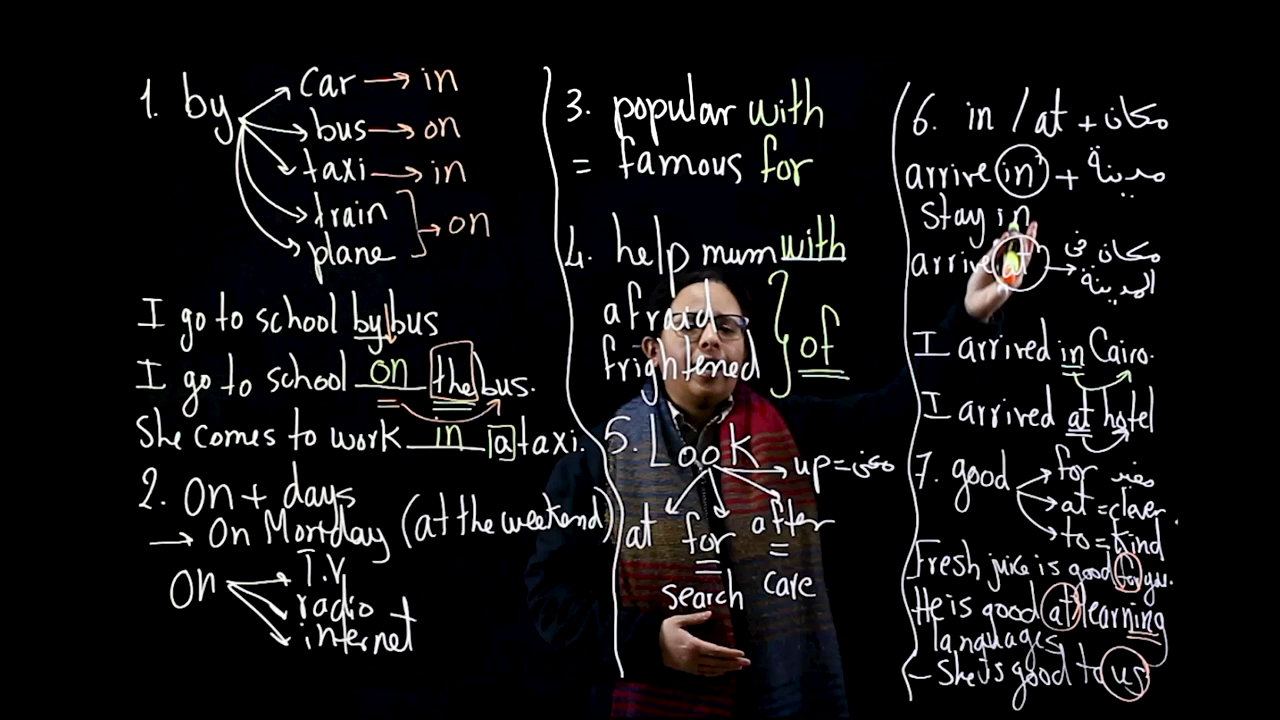 1. by
car → in
bus → on
taxi → in
train
plane → on
I go to school by bus
I go to school on the bus.
She comes to work in a taxi.
2. On + days
→ On Monday (at the weekend)
On
T.V
radio
internet
3. popular with
= famous for
4. help mum with
afraid
frightened
of
5. Look
up =
at for after
search care
6. in / at + مكان
arrive in + مدينة
Stay in
arrive at → مكان في
المدينة
I arrived in Cairo.
I arrived at hotel
7. good
for مفيد
at = clever
to = kind
Fresh juice is good for you.
He is good at learning
languages
- She is good to us